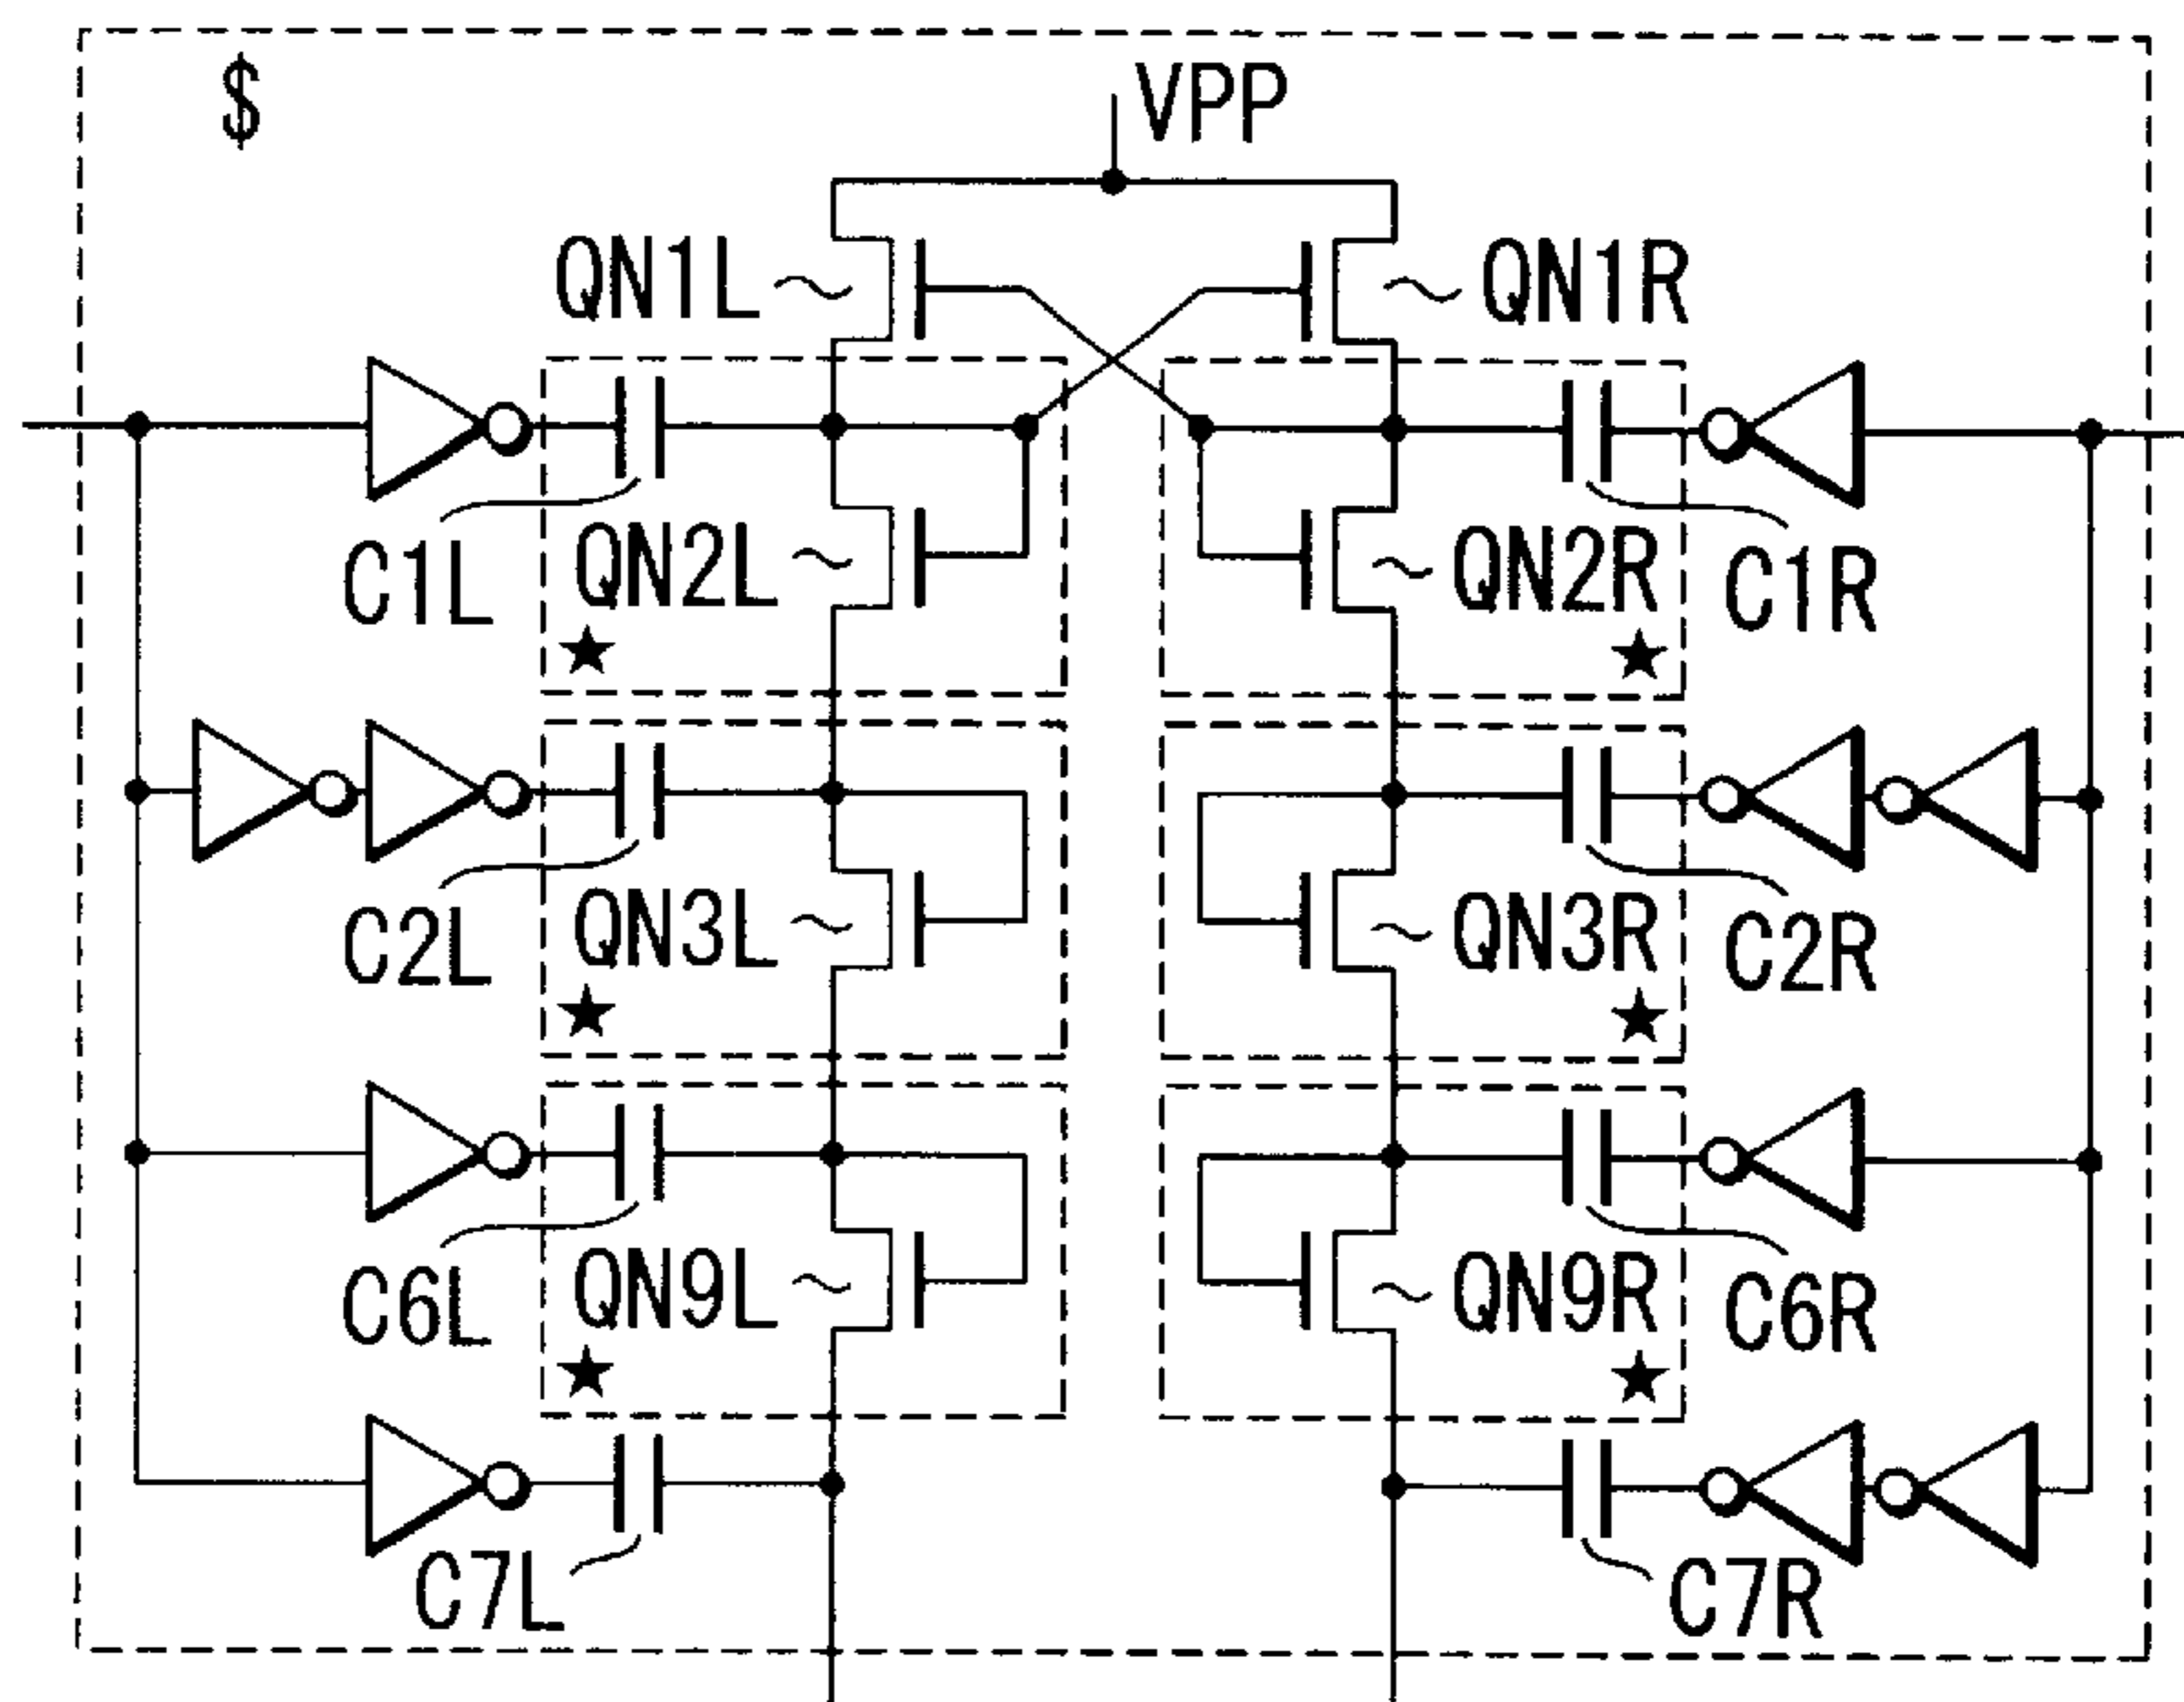 $
VPP
QN1L
QN1R
C1L
QN2L
QN2R
C1R
★
★
C2L
QN3L
QN3R
C2R
★
★
C6L
QN9L
QN9R
C6R
★
★
C7L
C7R